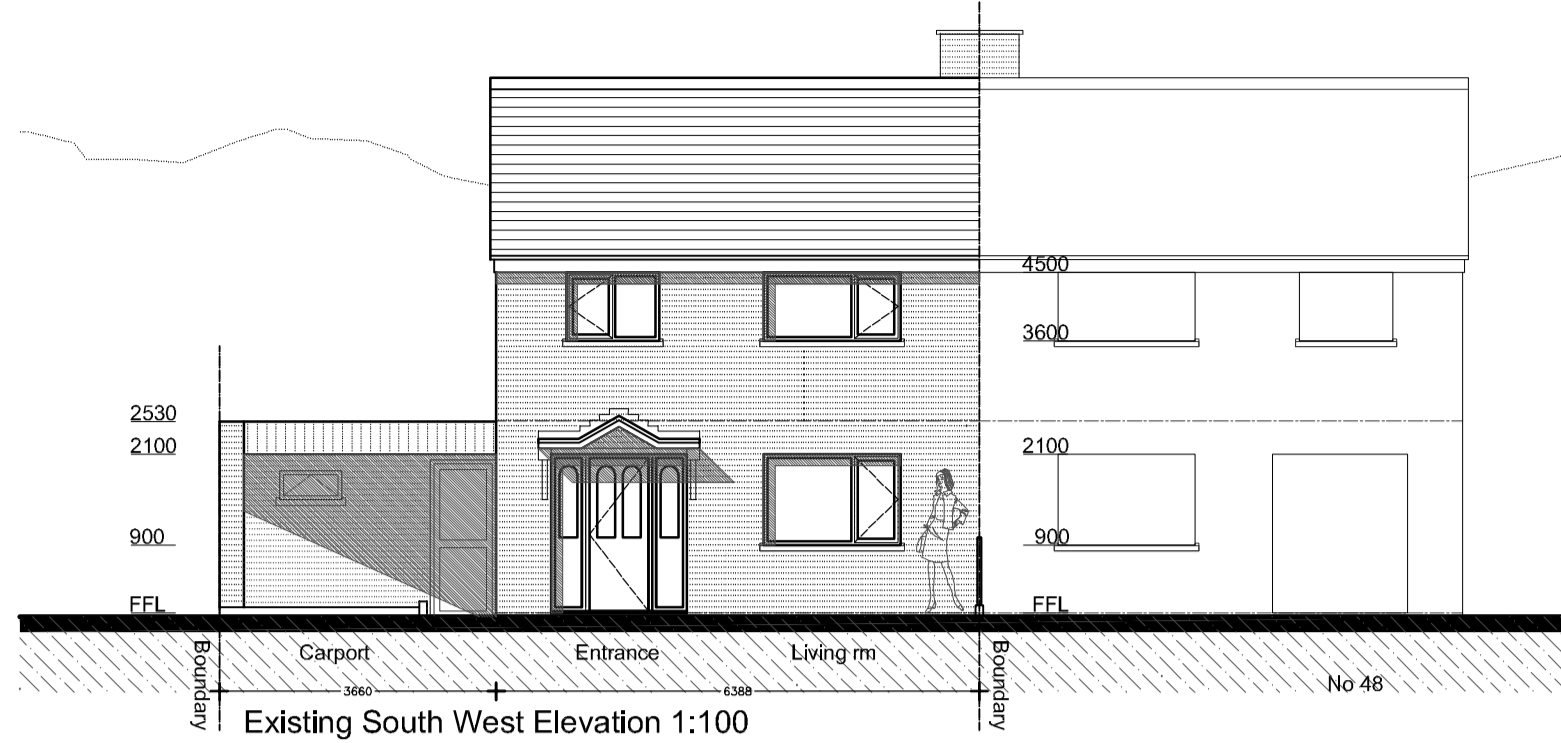 4500
3600
2530
2100
2100
900
900
FFL
FFL
Boundary
Carport
Entrance
Living rm
Boundary
No 48
3660
6388
Existing South West Elevation 1:100